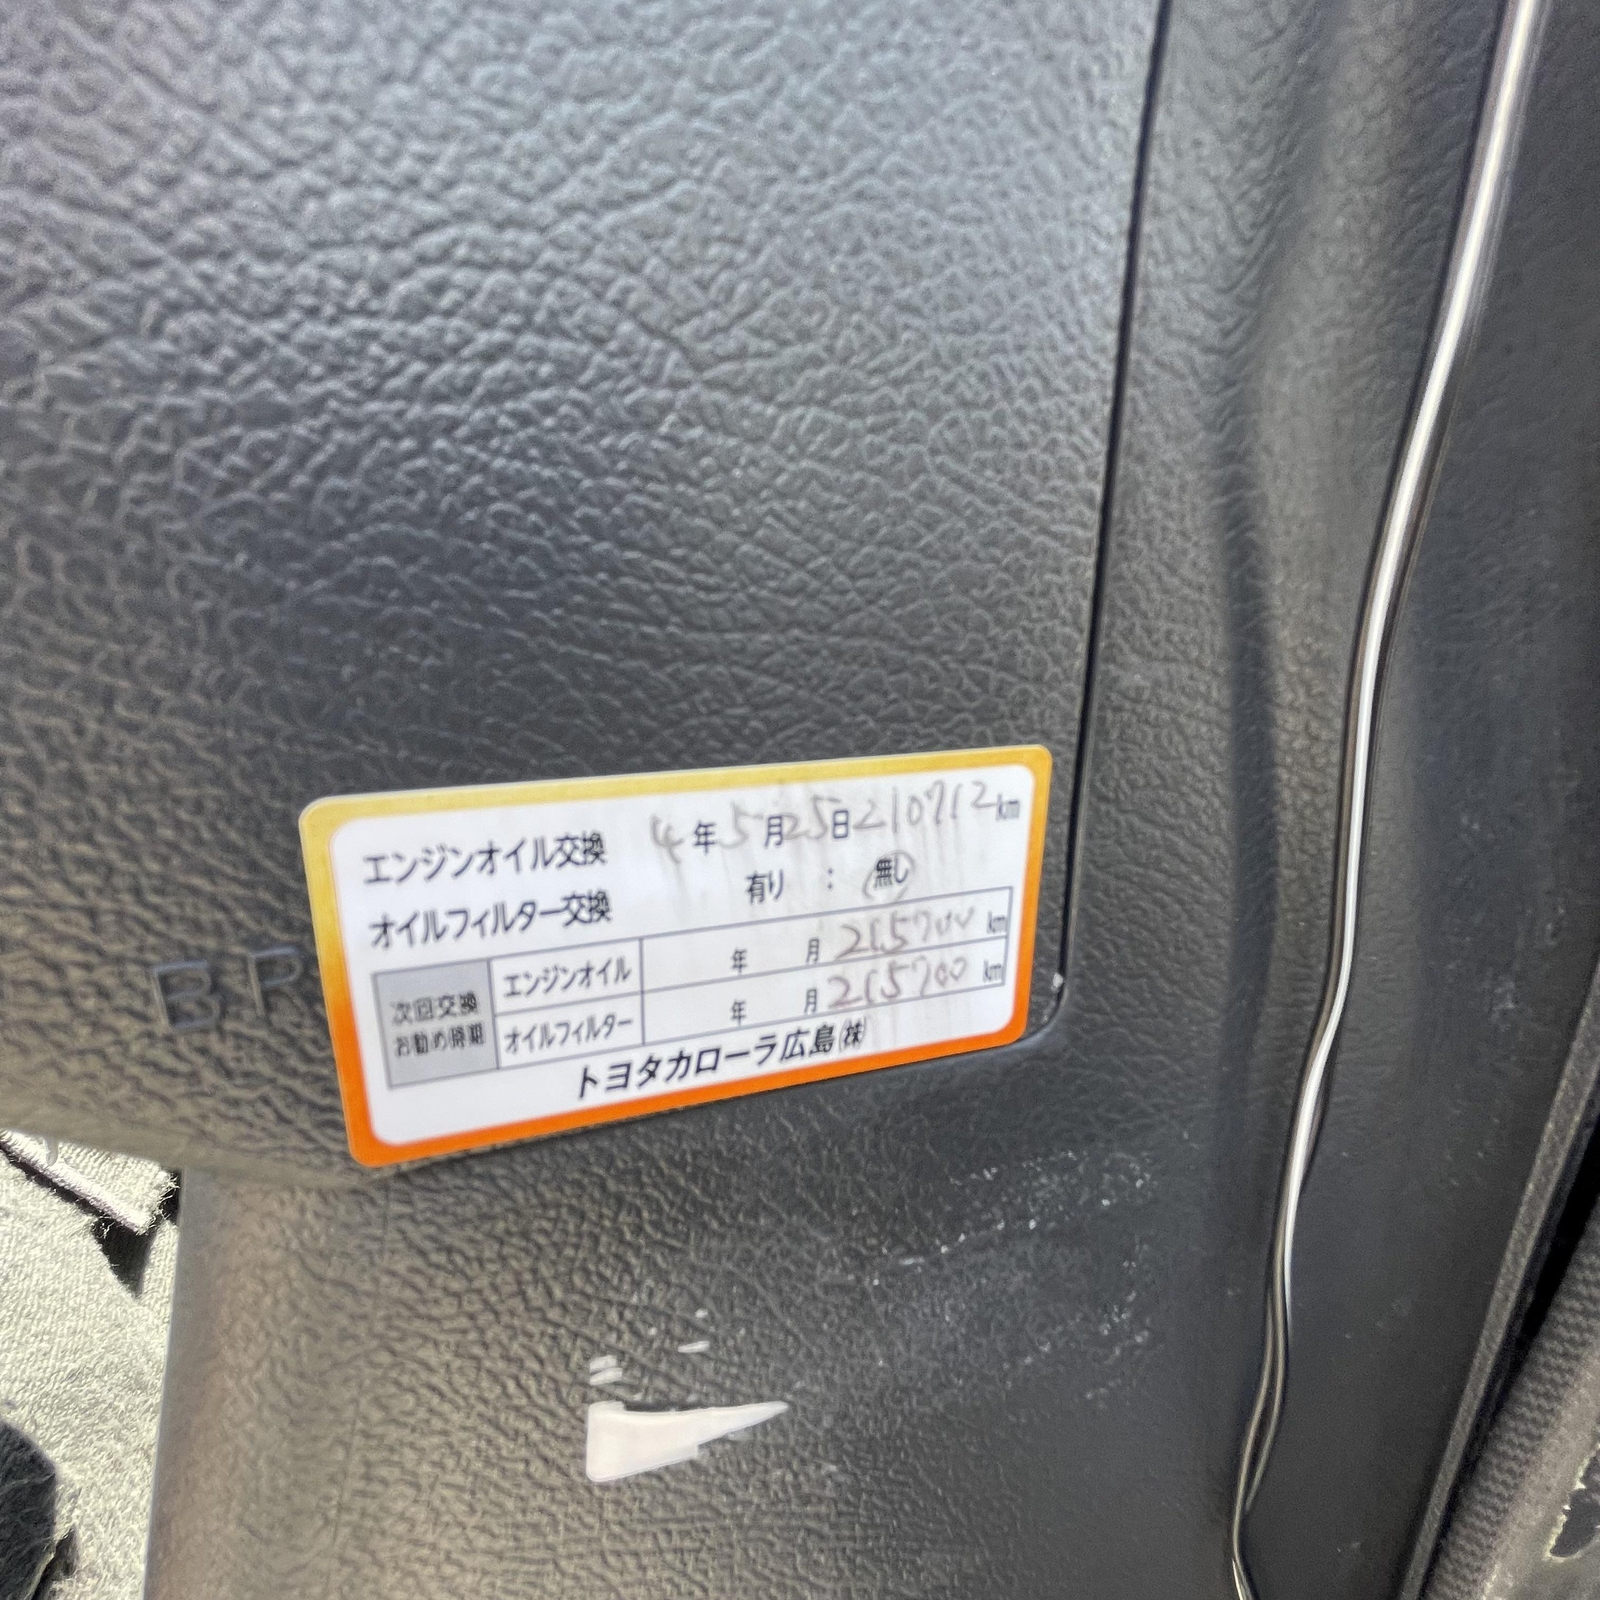 エンジンオイル交換 4年5月25日210712km
オイルフィルター交換 有り : 無し
次回交換お勧め時期
エンジンオイル 年 月 215700 km
オイルフィルター 年 月 215700 km
トヨタカローラ広島㈱